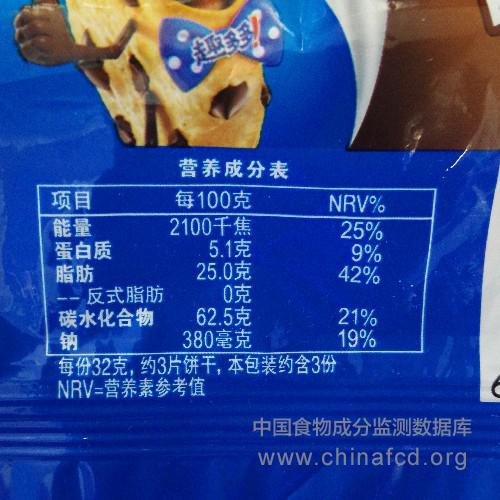 趣多多!
营养成分表
项目 每100克 NRV%
能量 2100千焦 25%
蛋白质 5.1克 9%
脂肪 25.0克 42%
-- 反式脂肪 0克
碳水化合物 62.5克 21%
钠 380毫克 19%
每份32克, 约3片饼干, 本包装约含3份
NRV=营养素参考值
中国食物成分监测数据库
www.chinafcd.org